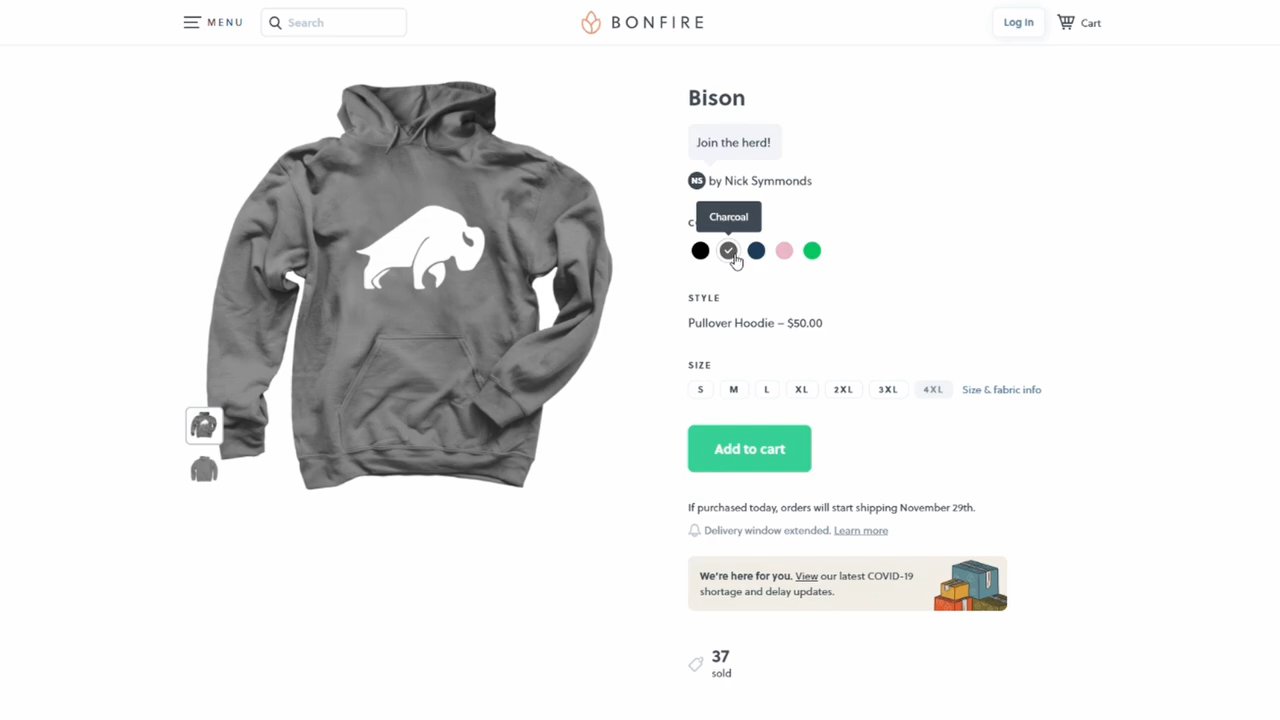 MENU
Search
BONFIRE
Log In
Cart
Bison
Join the herd!
NS by Nick Symmonds
Charcoal
STYLE
Pullover Hoodie – $50.00
SIZE
S M L XL 2XL 3XL 4XL Size & fabric info
Add to cart
If purchased today, orders will start shipping November 29th.
Delivery window extended. Learn more
We're here for you. View our latest COVID-19
shortage and delay updates.
37
sold